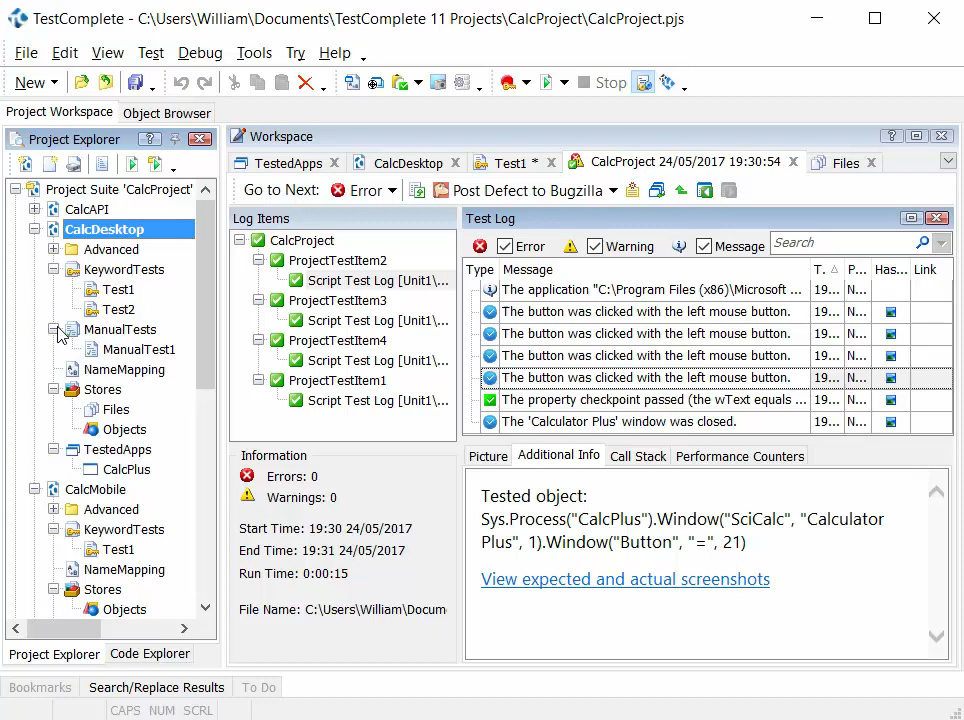 TestComplete - C:\Users\William\Documents\TestComplete 11 Projects\CalcProject\CalcProject.pjs
File Edit View Test Debug Tools Try Help
New Stop
Project Workspace Object Browser
Project Explorer
Project Suite 'CalcProject'
CalcAPI
CalcDesktop
Advanced
KeywordTests
Test1
Test2
ManualTests
ManualTest1
NameMapping
Stores
Files
Objects
TestedApps
CalcPlus
CalcMobile
Advanced
KeywordTests
Test1
NameMapping
Stores
Objects
Project Explorer Code Explorer
Workspace
TestedApps CalcDesktop Test1 * CalcProject 24/05/2017 19:30:54 Files
Go to Next: Error Post Defect to Bugzilla
Log Items
CalcProject
ProjectTestItem2
Script Test Log [Unit1\...
ProjectTestItem3
Script Test Log [Unit1\...
ProjectTestItem4
Script Test Log [Unit1\...
ProjectTestItem1
Script Test Log [Unit1\...
Information
Errors: 0
Warnings: 0
Start Time: 19:30 24/05/2017
End Time: 19:31 24/05/2017
Run Time: 0:00:15
File Name: C:\Users\William\Docum
Test Log
Error Warning Message Search
Type Message T. P... Has... Link
The application "C:\Program Files (x86)\Microsoft ... 19... N...
The button was clicked with the left mouse button. 19... N...
The button was clicked with the left mouse button. 19... N...
The button was clicked with the left mouse button. 19... N...
The button was clicked with the left mouse button. 19... N...
The property checkpoint passed (the wText equals ... 19... N...
The 'Calculator Plus' window was closed. 19... N...
Picture Additional Info Call Stack Performance Counters
Tested object:
Sys.Process("CalcPlus").Window("SciCalc", "Calculator
Plus", 1).Window("Button", "=", 21)
View expected and actual screenshots
Bookmarks Search/Replace Results To Do
CAPS NUM SCRL